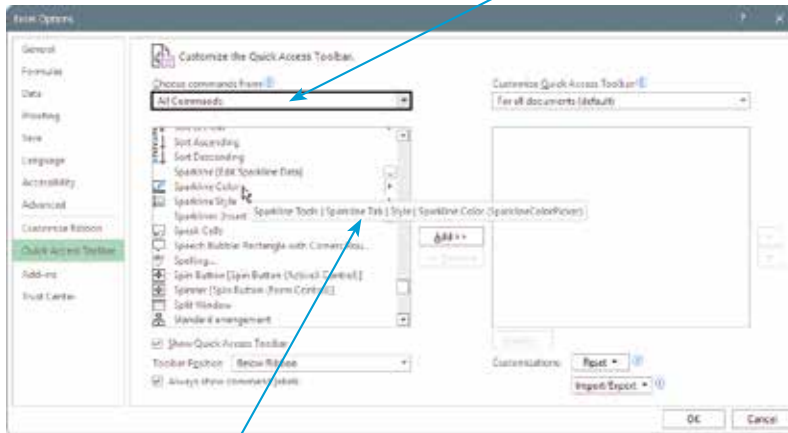 Excel Options
General
Formulas
Data
Proofing
Save
Language
Accessibility
Advanced
Customize Ribbon
Quick Access Toolbar
Add-ins
Trust Center
Customize the Quick Access Toolbar.
Choose commands from:
All Commands
Sort Ascending
Sort Descending
Sparkline [Edit Sparkline Data]
Sparkline Color
Sparkline Style
Sparklines [Insert
Sparkline Tools | Sparkline Tab | Style | Sparkline Color (SparklineColorPicker)
Speak Cells
Speech Bubble: Rectangle with Corners Rou...
Spelling...
Spin Button [Spin Button (ActiveX Control)]
Spinner [Spin Button (Form Control)]
Split Window
Standard arrangement
Show Quick Access Toolbar
Toolbar Position Below Ribbon
Always show command labels
Customize Quick Access Toolbar:
For all documents (default)
Add >>
<< Remove
Modify...
Customizations: Reset
Import/Export
OK Cancel